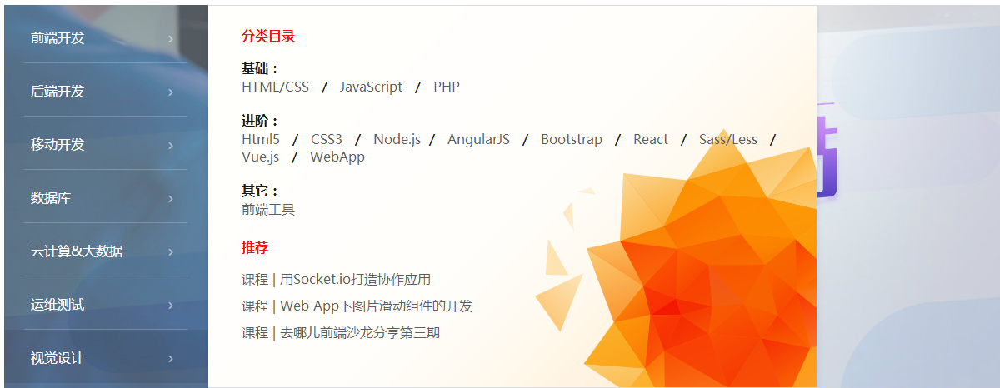 前端开发
后端开发
移动开发
数据库
云计算&大数据
运维测试
视觉设计
分类目录
基础：
HTML/CSS / JavaScript / PHP
进阶：
Html5 / CSS3 / Node.js / AngularJS / Bootstrap / React / Sass/Less /
Vue.js / WebApp
其它：
前端工具
推荐
课程 | 用Socket.io打造协作应用
课程 | Web App下图片滑动组件的开发
课程 | 去哪儿前端沙龙分享第三期